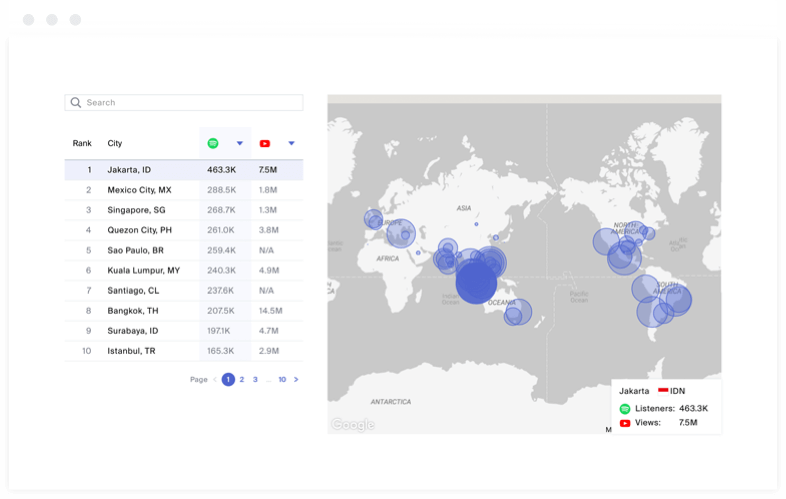 Search
Rank City
1 Jakarta, ID 463.3K 7.5M
2 Mexico City, MX 288.5K 1.8M
3 Singapore, SG 268.7K 1.3M
4 Quezon City, PH 261.0K 3.8M
5 Sao Paulo, BR 259.4K N/A
6 Kuala Lumpur, MY 240.3K 4.9M
7 Santiago, CL 237.6K N/A
8 Bangkok, TH 207.5K 14.5M
9 Surabaya, ID 197.1K 4.7M
10 Istanbul, TR 165.3K 2.9M
Page < 1 2 3 ... 10 >
ASIA
EUROPE
AFRICA
OCEANIA
Indian
Ocean
Pacific
Ocean
NORTH
AMERICA
SOUTH
AMERICA
ANTARCTICA
Google
Jakarta IDN
Listeners: 463.3K
Views: 7.5M
M